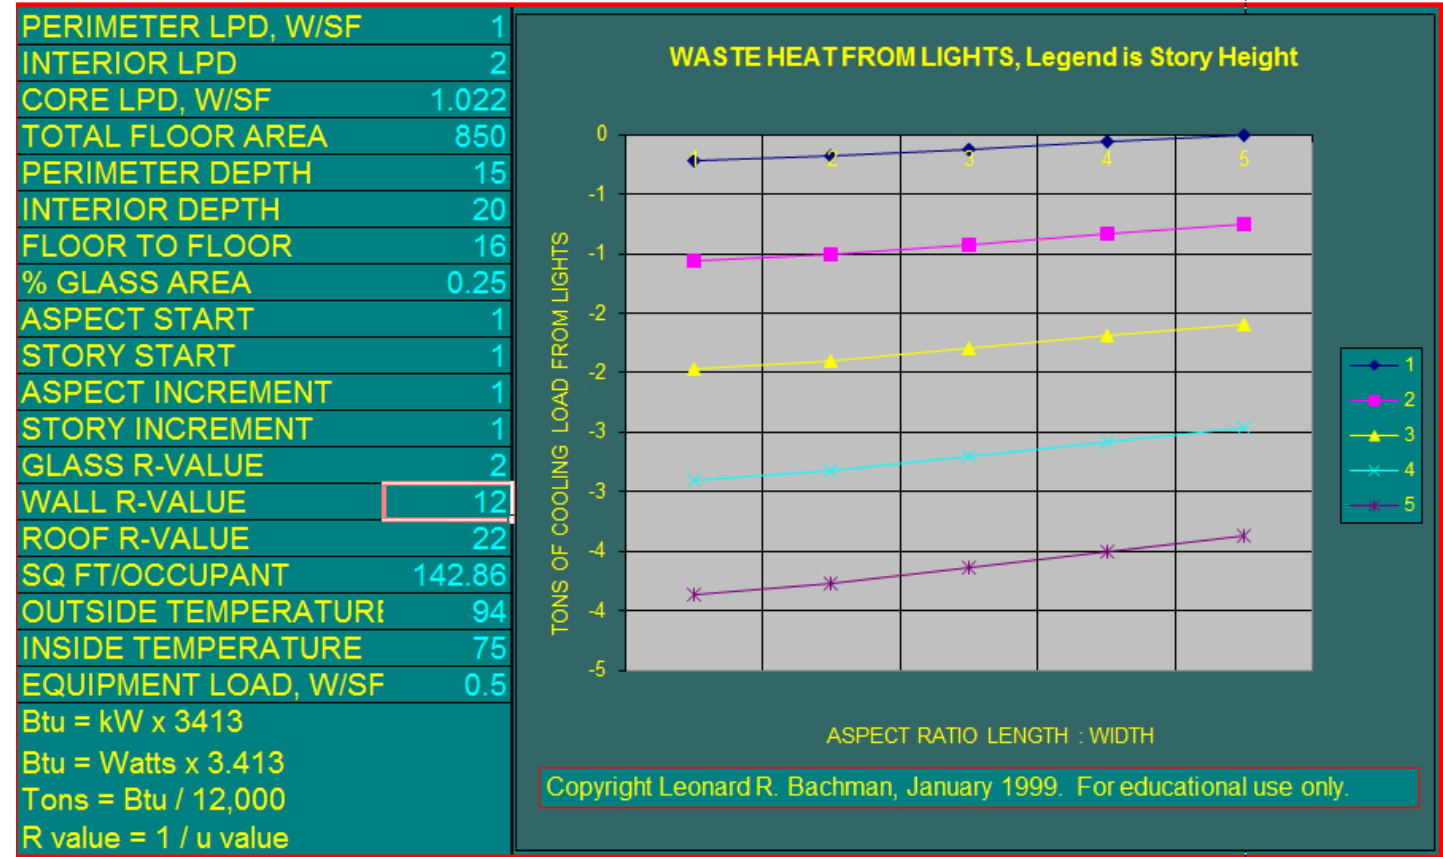 PERIMETER LPD, W/SF 1
INTERIOR LPD 2
CORE LPD, W/SF 1.022
TOTAL FLOOR AREA 850
PERIMETER DEPTH 15
INTERIOR DEPTH 20
FLOOR TO FLOOR 16
% GLASS AREA 0.25
ASPECT START 1
STORY START 1
ASPECT INCREMENT 1
STORY INCREMENT 1
GLASS R-VALUE 2
WALL R-VALUE 12
ROOF R-VALUE 22
SQ FT/OCCUPANT 142.86
OUTSIDE TEMPERATURE 94
INSIDE TEMPERATURE 75
EQUIPMENT LOAD, W/SF 0.5
Btu = kW x 3413
Btu = Watts x 3.413
Tons = Btu / 12,000
R value = 1 / u value
WASTE HEAT FROM LIGHTS, Legend is Story Height
TONS OF COOLING LOAD FROM LIGHTS
0
-1
-1
-2
-2
-3
-3
-4
-4
-5
1 2 3 4 5
ASPECT RATIO LENGTH : WIDTH
1
2
3
4
5
Copyright Leonard R. Bachman, January 1999. For educational use only.